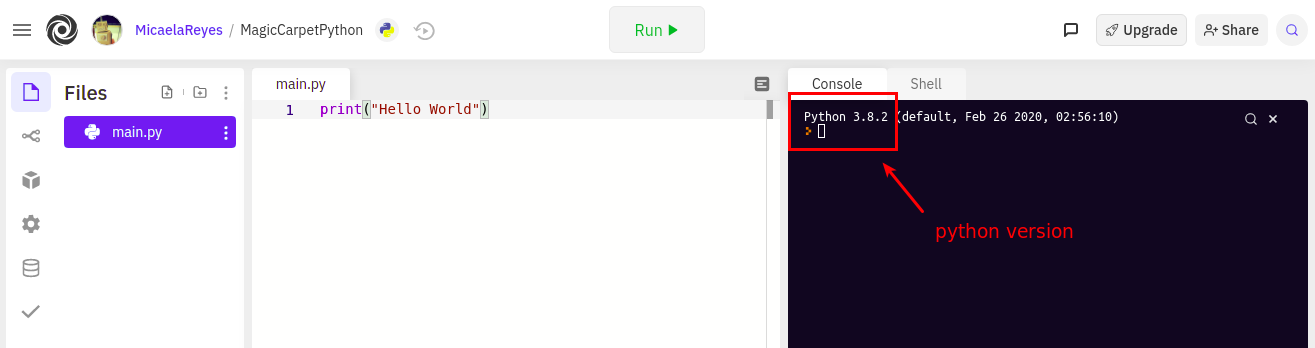 MicaelaReyes / MagicCarpetPython
Run
Upgrade
Share
Files
main.py
main.py
1 print("Hello World")
Console
Shell
Python 3.8.2 (default, Feb 26 2020, 02:56:10)
python version